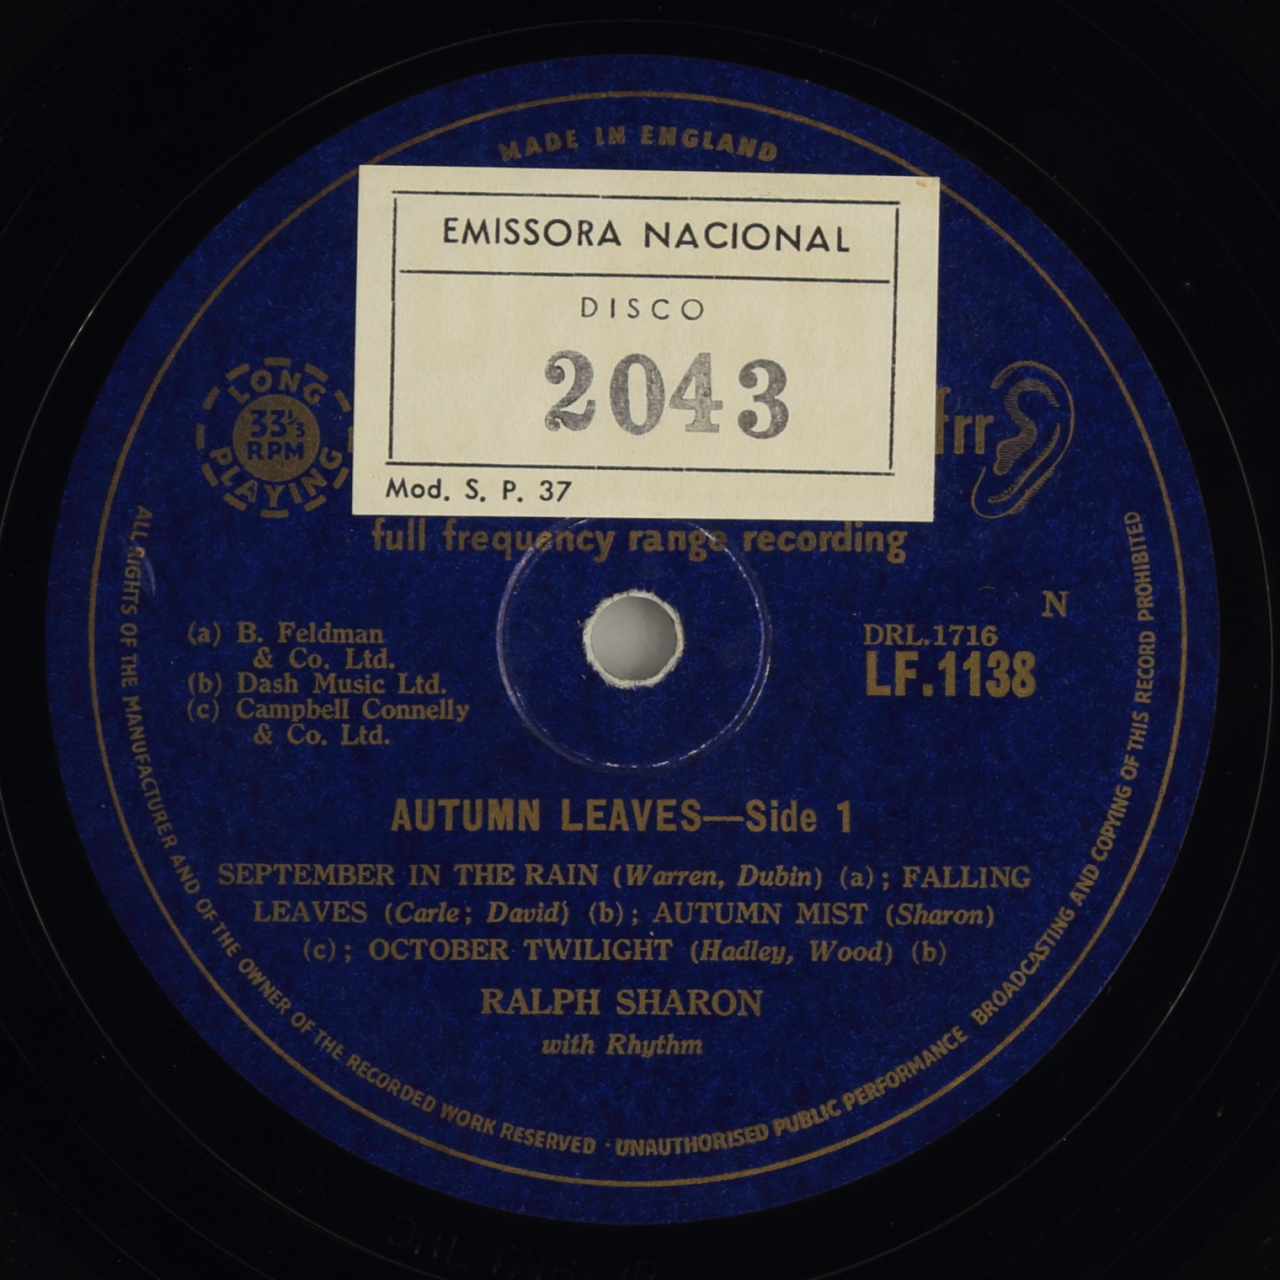 MADE IN ENGLAND
EMISSORA NACIONAL
DISCO
2043
Mod. S. P. 37
LONG
33⅓
RPM
PLAYING
frr
full frequency range recording
N
(a) B. Feldman
& Co. Ltd.
(b) Dash Music Ltd.
(c) Campbell Connelly
& Co. Ltd.
DRL.1716
LF.1138
AUTUMN LEAVES—Side 1
SEPTEMBER IN THE RAIN (Warren, Dubin) (a); FALLING
LEAVES (Carle; David) (b); AUTUMN MIST (Sharon)
(c); OCTOBER TWILIGHT (Hadley, Wood) (b)
RALPH SHARON
with Rhythm
ALL RIGHTS OF THE MANUFACTURER AND OF THE OWNER OF THE RECORDED WORK RESERVED · UNAUTHORISED PUBLIC PERFORMANCE BROADCASTING AND COPYING OF THIS RECORD PROHIBITED